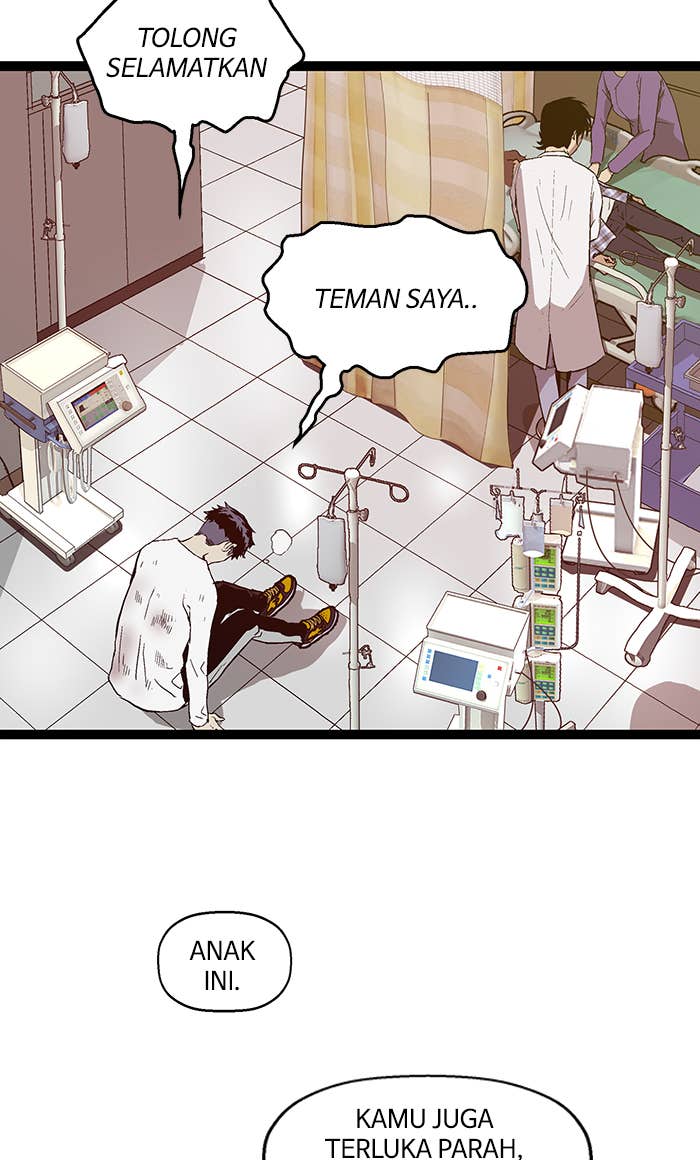 TOLONG
SELAMATKAN
TEMAN SAYA..
ANAK
INI.
KAMU JUGA
TERLUKA PARAH,